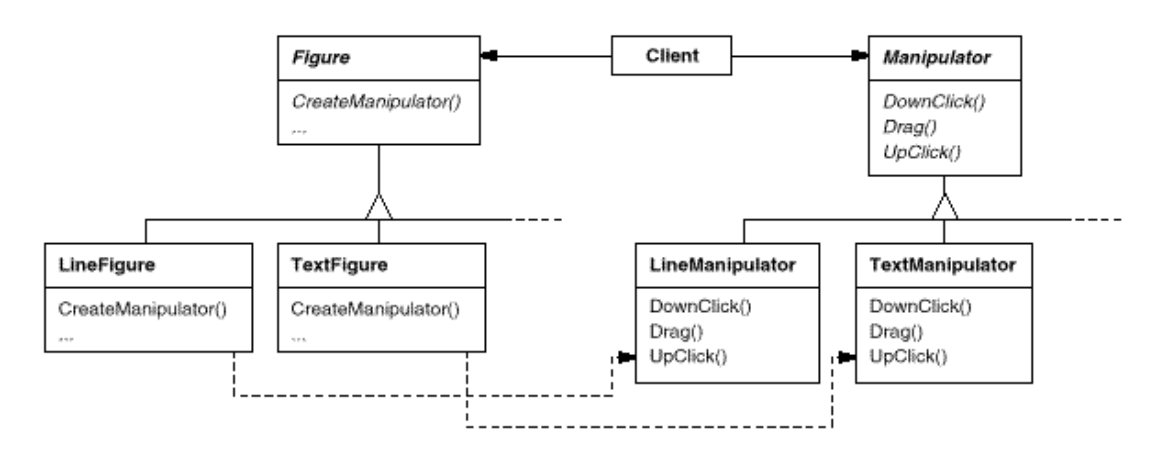 Figure
CreateManipulator()
...
Client
Manipulator
DownClick()
Drag()
UpClick()
LineFigure
CreateManipulator()
...
TextFigure
CreateManipulator()
...
LineManipulator
DownClick()
Drag()
UpClick()
TextManipulator
DownClick()
Drag()
UpClick()